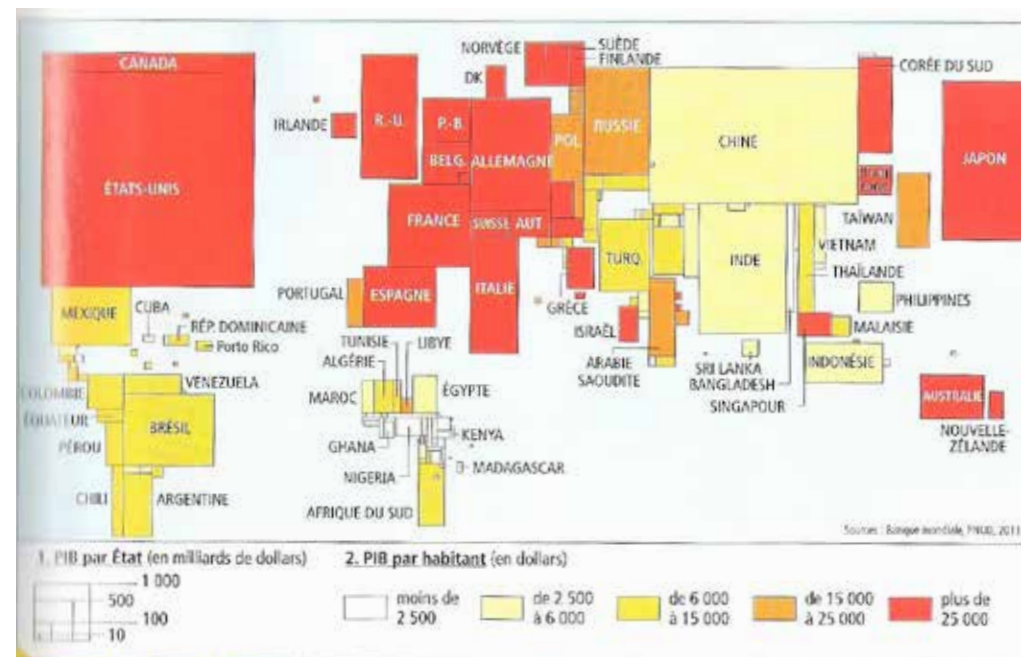 NORVÈGE
SUÈDE
FINLANDE
CANADA
DK
CORÉE DU SUD
IRLANDE
R.-U.
P.-B.
POL
RUSSIE
CHINE
BELG.
ALLEMAGNE
JAPON
ÉTATS-UNIS
FRANCE
SUISSE
AUT
TAÏWAN
TURQ
INDE
VIETNAM
THAÏLANDE
PORTUGAL
ESPAGNE
ITALIE
GRÈCE
PHILIPPINES
MEXIQUE
CUBA
RÉP. DOMINICAINE
Porto Rico
ISRAËL
MALAISIE
TUNISIE
LIBYE
ALGÉRIE
ARABIE
SAOUDITE
SRI LANKA
BANGLADESH
INDONÉSIE
COLOMBIE
VENEZUELA
MAROC
ÉGYPTE
SINGAPOUR
AUSTRALIE
ÉQUATEUR
BRÉSIL
NOUVELLE-
ZÉLANDE
PÉROU
GHANA
KENYA
NIGERIA
MADAGASCAR
CHILI
ARGENTINE
AFRIQUE DU SUD
Sources : Banque mondiale, PNUD, 2011
1. PIB par État (en milliards de dollars)
1 000
500
100
10
2. PIB par habitant (en dollars)
moins de
2 500
de 2 500
à 6 000
de 6 000
à 15 000
de 15 000
à 25 000
plus de
25 000